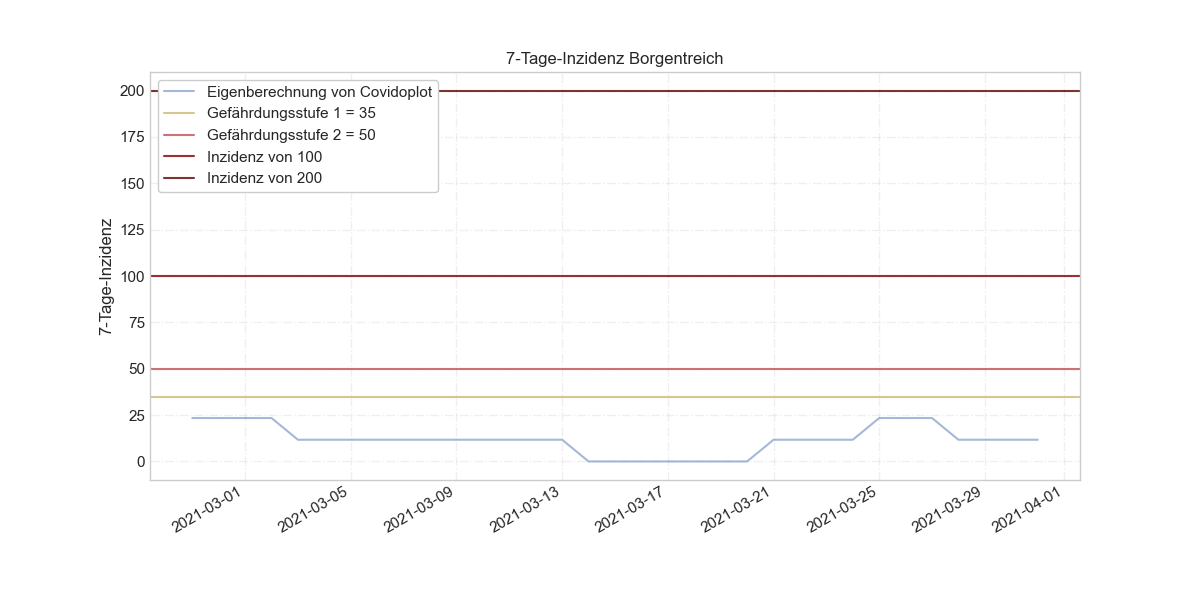 7-Tage-Inzidenz Borgentreich
Eigenberechnung von Covidoplot
Gefährdungsstufe 1 = 35
Gefährdungsstufe 2 = 50
Inzidenz von 100
Inzidenz von 200
7-Tage-Inzidenz
200
175
150
125
100
75
50
25
0
2021-03-01
2021-03-05
2021-03-09
2021-03-13
2021-03-17
2021-03-21
2021-03-25
2021-03-29
2021-04-01